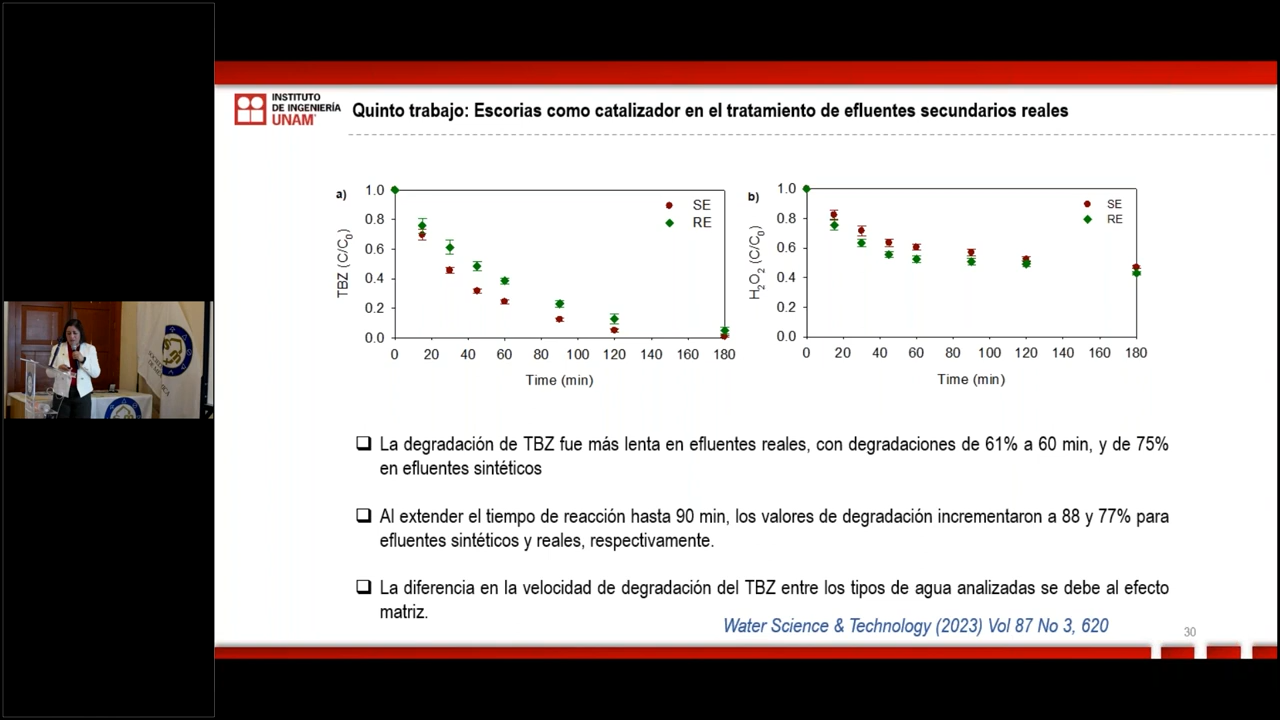 INSTITUTO
DE INGENIERÍA
UNAM
Quinto trabajo: Escorias como catalizador en el tratamiento de efluentes secundarios reales
a)
1.0
0.8
0.6
0.4
0.2
0.0
TBZ (C/C0)
SE
RE
0 20 40 60 80 100 120 140 160 180
Time (min)
b)
1.0
0.8
0.6
0.4
0.2
0.0
H2O2 (C/C0)
SE
RE
0 20 40 60 80 100 120 140 160 180
Time (min)
La degradación de TBZ fue más lenta en efluentes reales, con degradaciones de 61% a 60 min, y de 75%
en efluentes sintéticos
Al extender el tiempo de reacción hasta 90 min, los valores de degradación incrementaron a 88 y 77% para
efluentes sintéticos y reales, respectivamente.
La diferencia en la velocidad de degradación del TBZ entre los tipos de agua analizadas se debe al efecto
matriz.
Water Science & Technology (2023) Vol 87 No 3, 620
30